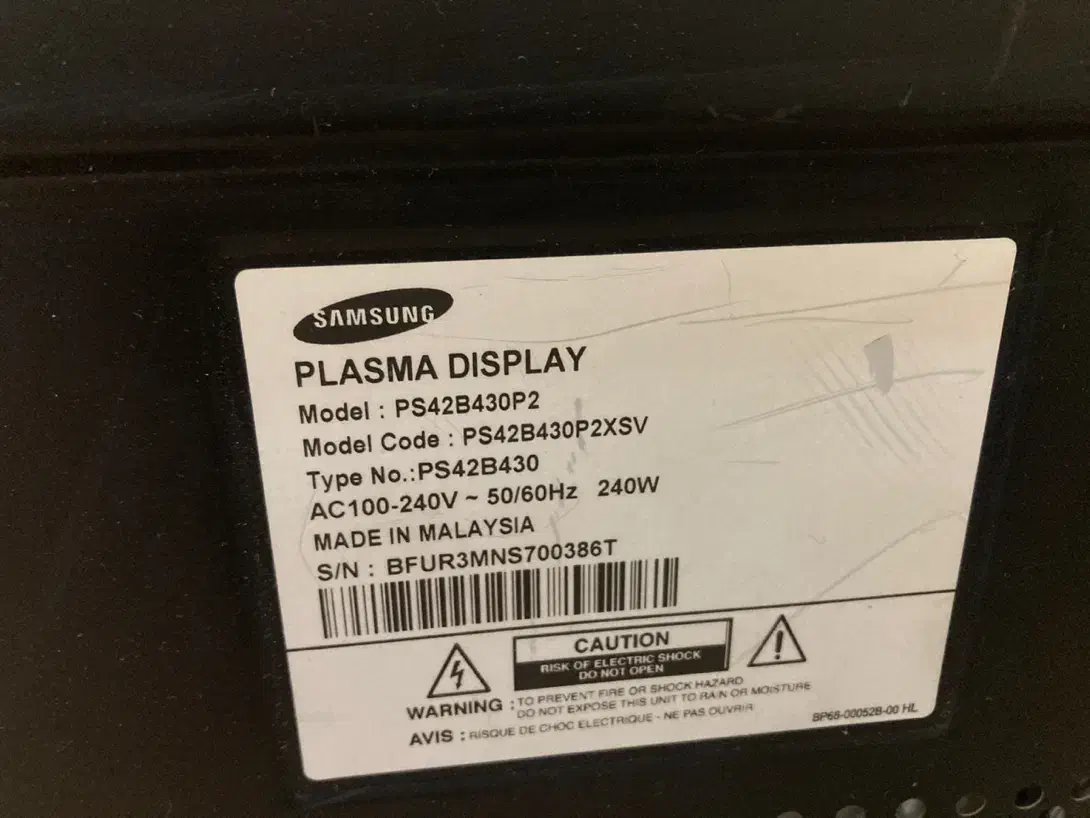 SAMSUNG
PLASMA DISPLAY
Model : PS42B430P2
Model Code : PS42B430P2XSV
Type No.:PS42B430
AC100-240V ~ 50/60Hz 240W
MADE IN MALAYSIA
S/N : BFUR3MNS700386T
CAUTION
RISK OF ELECTRIC SHOCK
DO NOT OPEN
WARNING : TO PREVENT FIRE OR SHOCK HAZARD
DO NOT EXPOSE THIS UNIT TO RAIN OR MOISTURE
AVIS : RISQUE DE CHOC ELECTRIQUE - NE PAS OUVRIR
BP68-00052B-00 HL